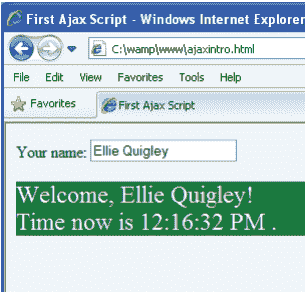 First Ajax Script - Windows Internet Explorer
C:\wamp\www\ajaxintro.html
File Edit View Favorites Tools Help
Favorites First Ajax Script
Your name: Ellie Quigley
Welcome, Ellie Quigley!
Time now is 12:16:32 PM .